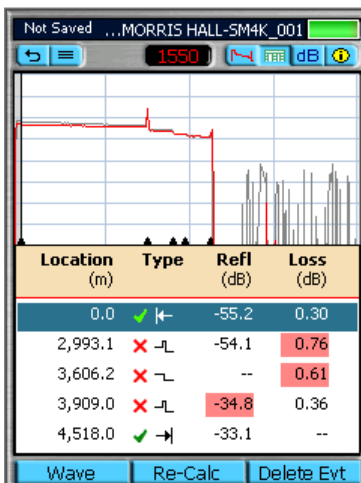 Not Saved ...MORRIS HALL-SM4K_001
1550 dB i
Location Type Refl Loss
(m) (dB) (dB)
0.0 -55.2 0.30
2,993.1 -54.1 0.76
3,606.2 -- 0.61
3,909.0 -34.8 0.36
4,518.0 -33.1 --
Wave Re-Calc Delete Evt